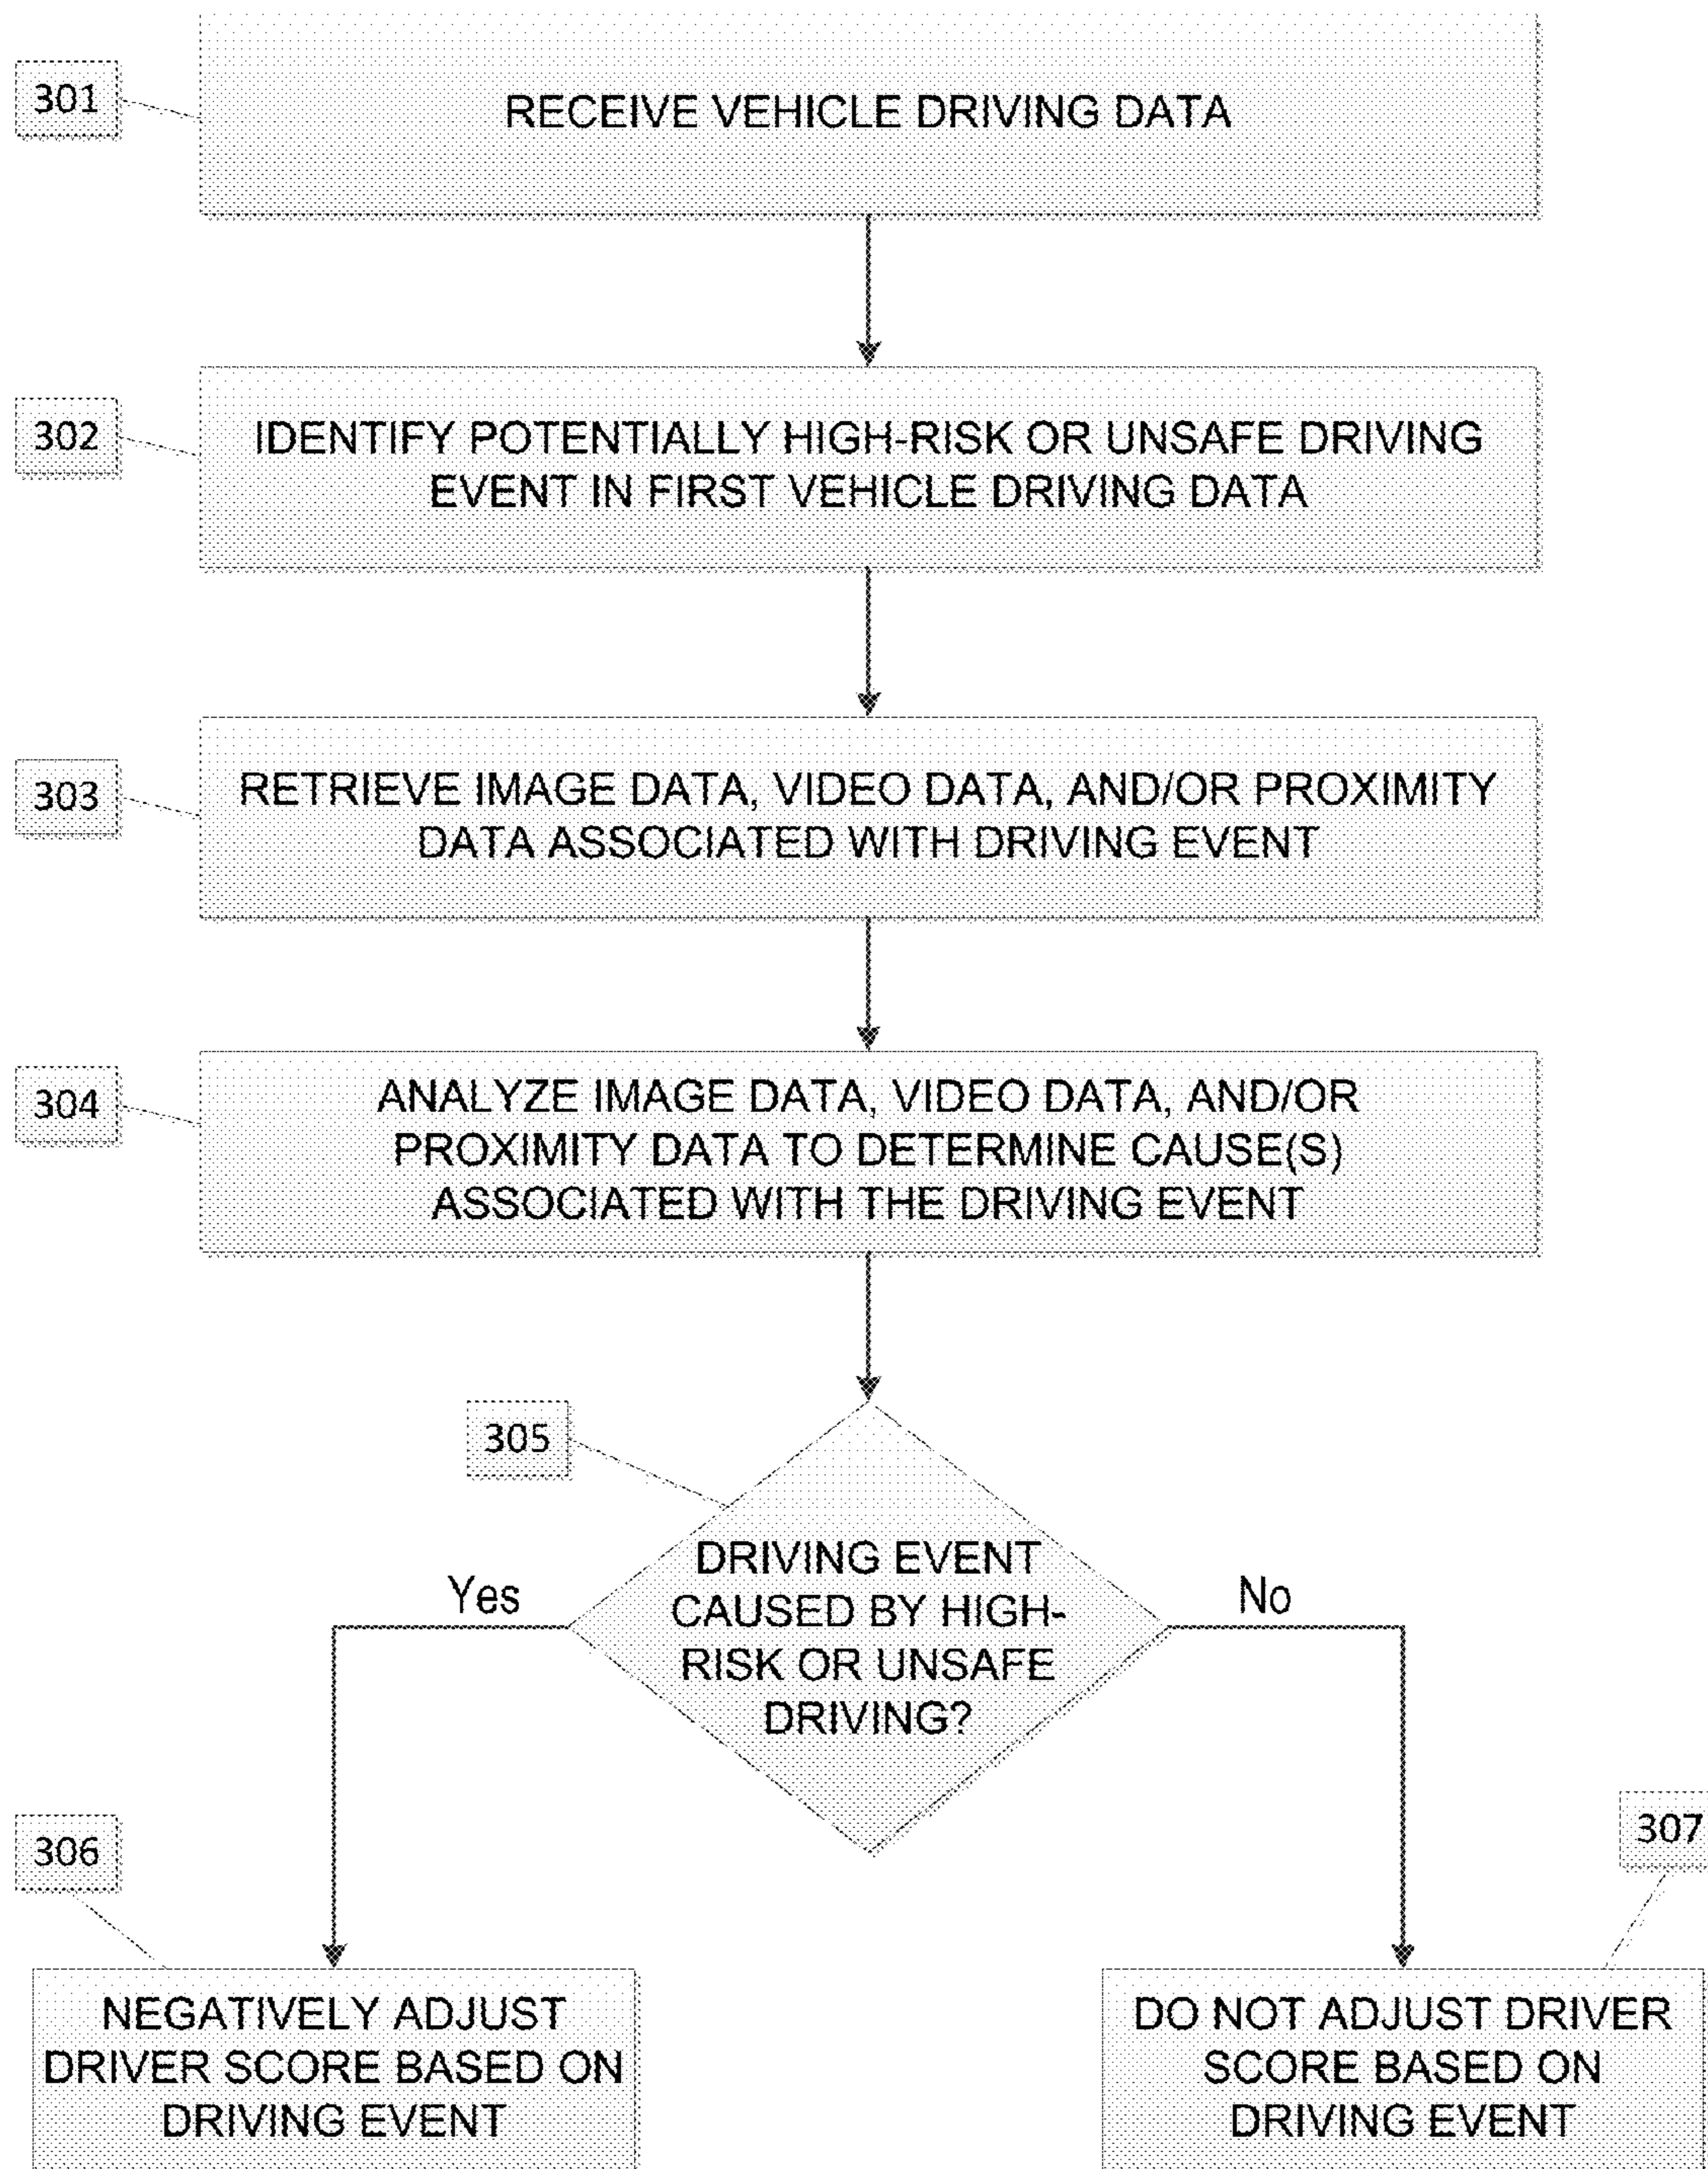 301
RECEIVE VEHICLE DRIVING DATA
302
IDENTIFY POTENTIALLY HIGH-RISK OR UNSAFE DRIVING
EVENT IN FIRST VEHICLE DRIVING DATA
303
RETRIEVE IMAGE DATA, VIDEO DATA, AND/OR PROXIMITY
DATA ASSOCIATED WITH DRIVING EVENT
304
ANALYZE IMAGE DATA, VIDEO DATA, AND/OR
PROXIMITY DATA TO DETERMINE CAUSE(S)
ASSOCIATED WITH THE DRIVING EVENT
305
DRIVING EVENT
CAUSED BY HIGH-
RISK OR UNSAFE
DRIVING?
Yes
No
306
NEGATIVELY ADJUST
DRIVER SCORE BASED ON
DRIVING EVENT
307
DO NOT ADJUST DRIVER
SCORE BASED ON
DRIVING EVENT